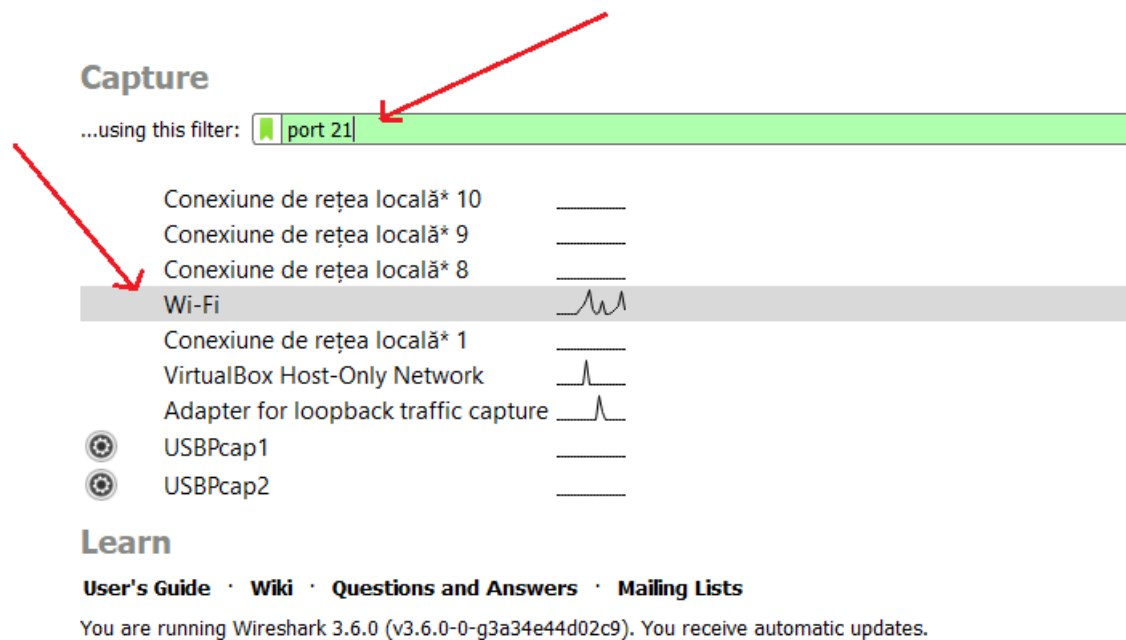 Capture
...using this filter: port 21
Conexiune de rețea locală* 10
Conexiune de rețea locală* 9
Conexiune de rețea locală* 8
Wi-Fi
Conexiune de rețea locală* 1
VirtualBox Host-Only Network
Adapter for loopback traffic capture
USBPcap1
USBPcap2
Learn
User's Guide · Wiki · Questions and Answers · Mailing Lists
You are running Wireshark 3.6.0 (v3.6.0-0-g3a34e44d02c9). You receive automatic updates.